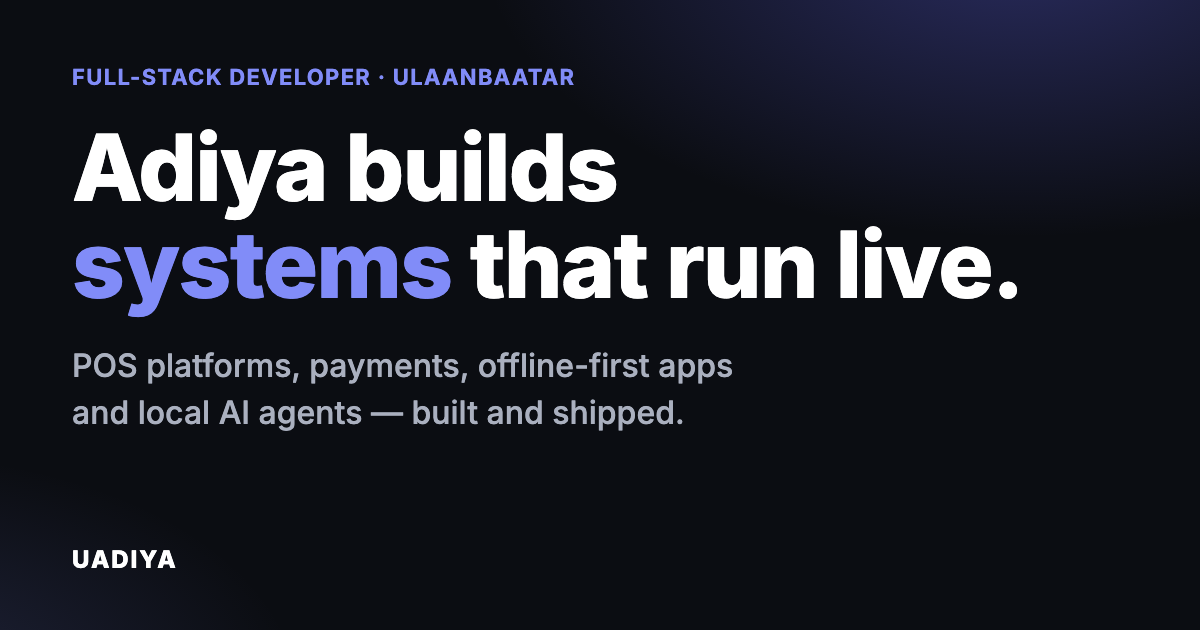 FULL-STACK DEVELOPER · ULAANBAATAR
Adiya builds
systems that run live.
POS platforms, payments, offline-first apps
and local AI agents — built and shipped.
UADIYA